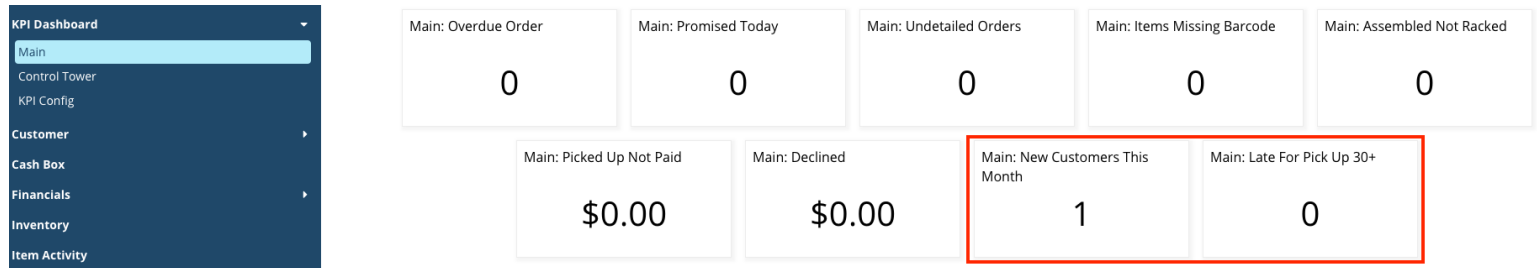 KPI Dashboard
Main
Control Tower
KPI Config
Customer
Cash Box
Financials
Inventory
Item Activity
Main: Overdue Order
0
Main: Promised Today
0
Main: Undetailed Orders
0
Main: Items Missing Barcode
0
Main: Assembled Not Racked
0
Main: Picked Up Not Paid
$0.00
Main: Declined
$0.00
Main: New Customers This
Month
1
Main: Late For Pick Up 30+
0